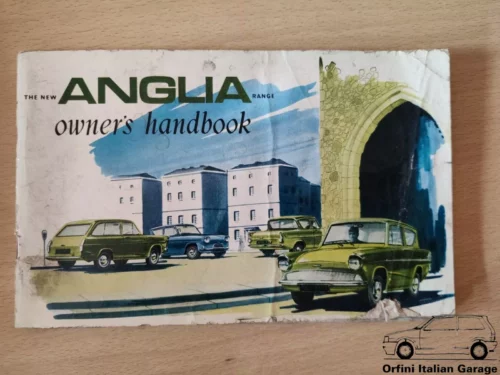 THE NEW ANGLIA RANGE
owner's handbook
Orfini Italian Garage